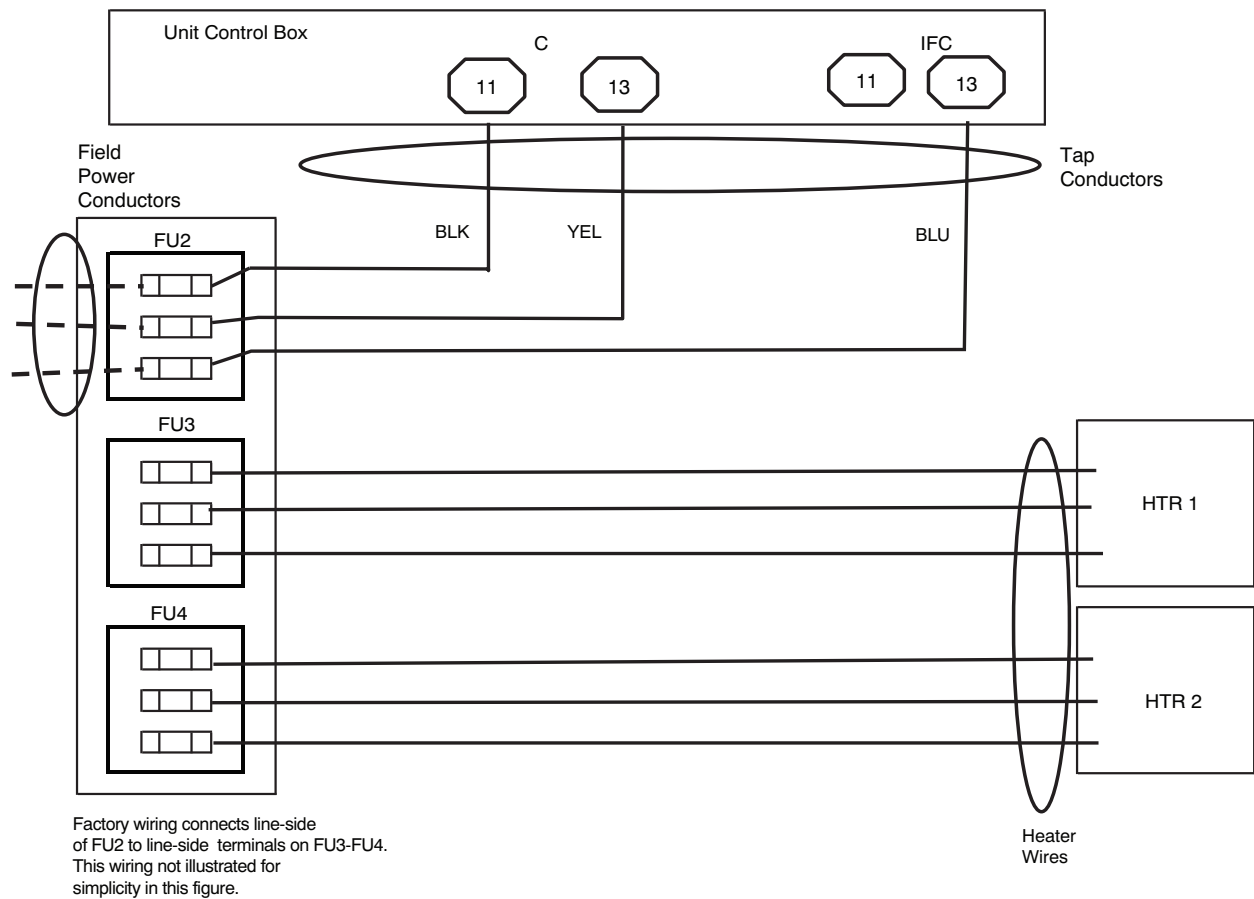 Unit Control Box
C
IFC
11
13
11
13
Field
Power
Conductors
Tap
Conductors
BLK
YEL
BLU
FU2
FU3
HTR 1
FU4
HTR 2
Factory wiring connects line-side
of FU2 to line-side terminals on FU3-FU4.
This wiring not illustrated for
simplicity in this figure.
Heater
Wires